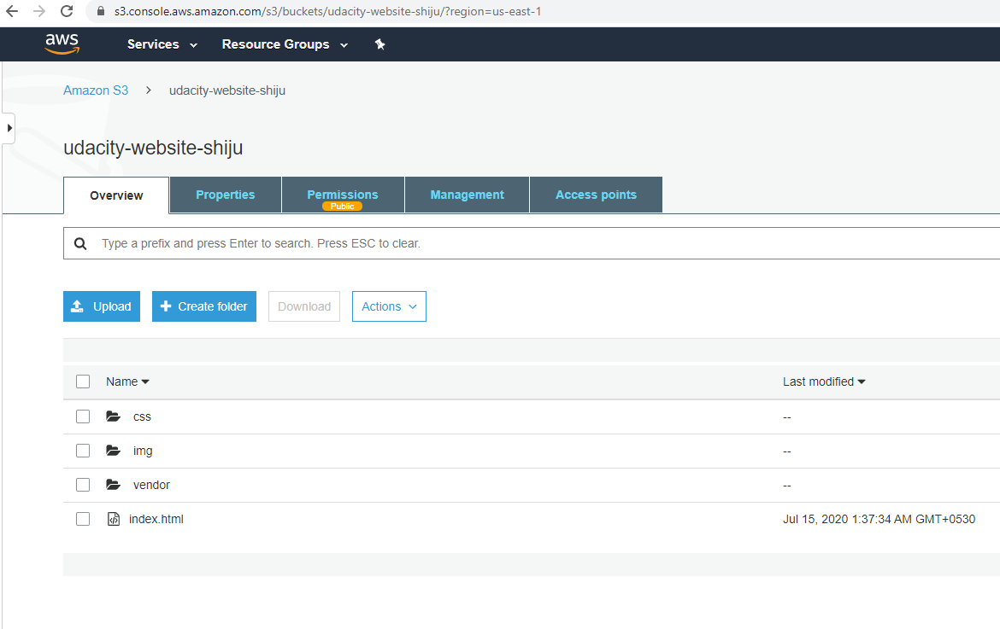 s3.console.aws.amazon.com/s3/buckets/udacity-website-shiju/?region=us-east-1
aws Services Resource Groups
Amazon S3 > udacity-website-shiju
udacity-website-shiju
Overview Properties Permissions Management Access points
Public
Type a prefix and press Enter to search. Press ESC to clear.
Upload + Create folder Download Actions
Name Last modified
css --
img --
vendor --
index.html Jul 15, 2020 1:37:34 AM GMT+0530